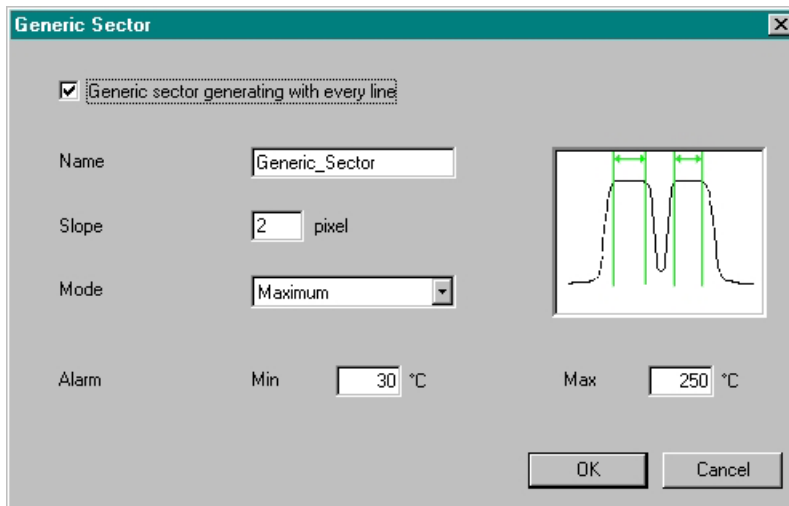 Generic Sector
Generic sector generating with every line
Name Generic_Sector
Slope 2 pixel
Mode Maximum
Alarm Min 30 °C Max 250 °C
OK Cancel